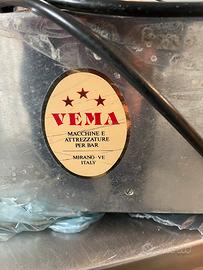 VEMA
MACCHINE E
ATTREZZATURE
PER BAR
MIRANO - VE
ITALY